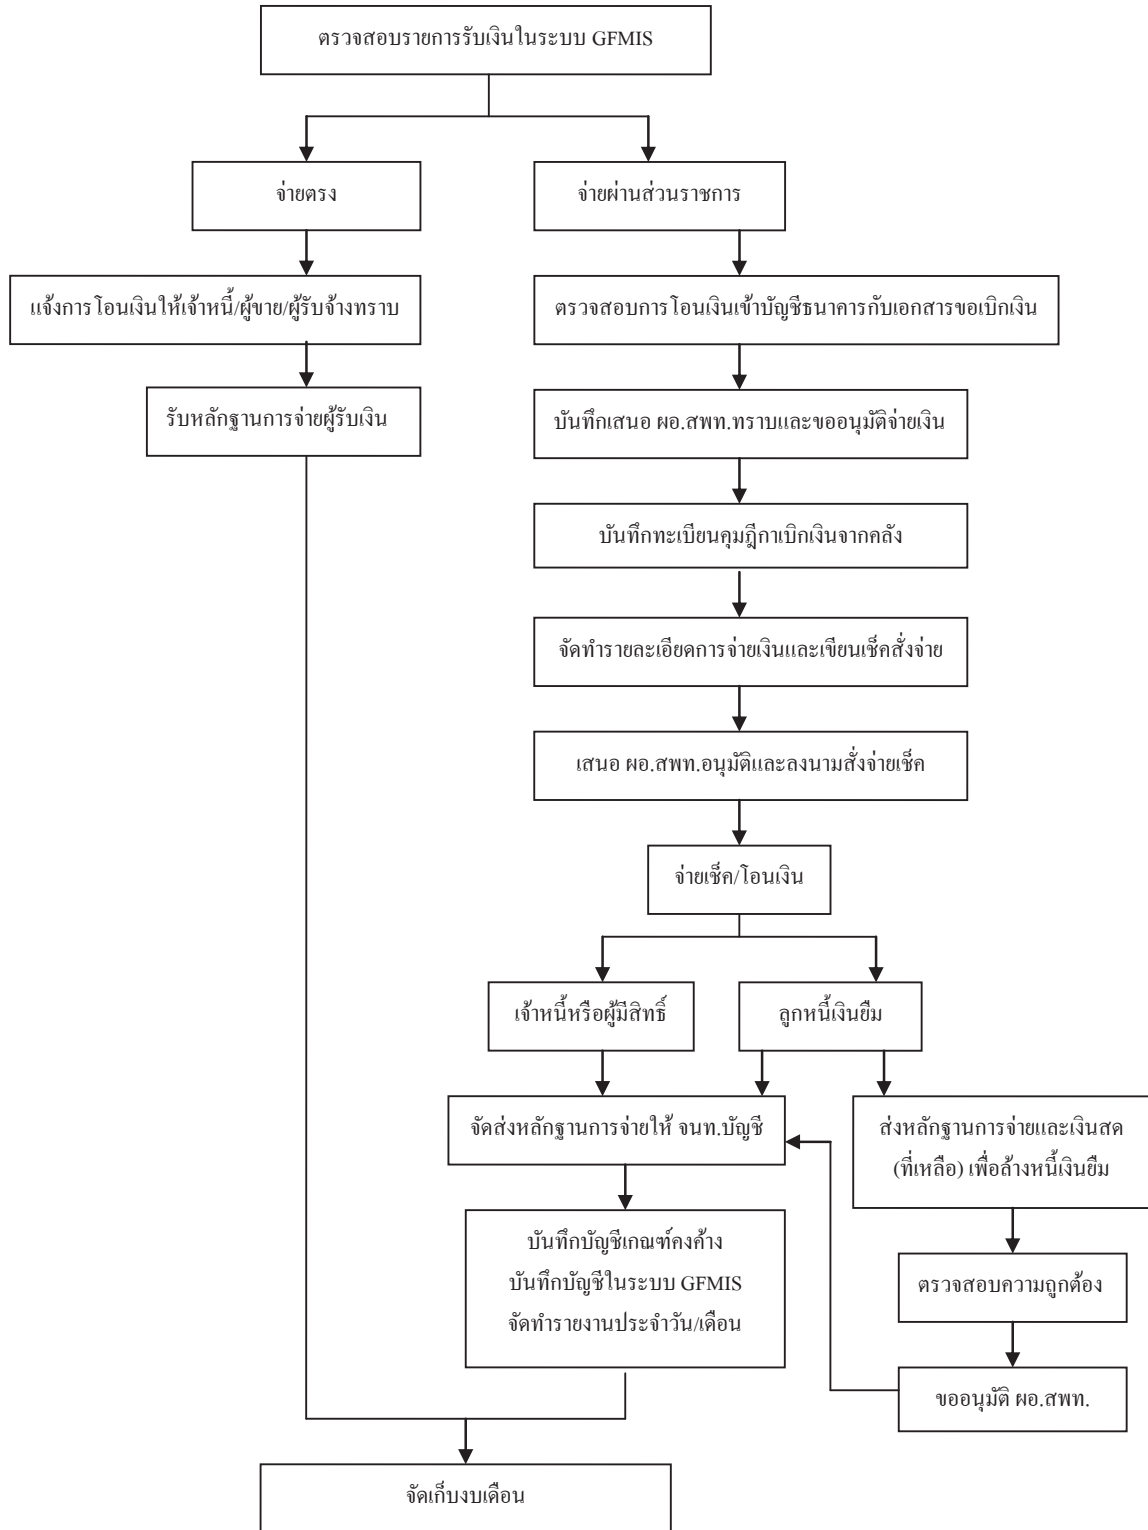 ตรวจสอบรายการรับเงินในระบบ GFMIS
จ่ายตรง
จ่ายผ่านส่วนราชการ
แจ้งการโอนเงินให้เจ้าหนี้/ผู้ขาย/ผู้รับจ้างทราบ
ตรวจสอบการโอนเงินเข้าบัญชีธนาคารกับเอกสารขอเบิกเงิน
รับหลักฐานการจ่ายผู้รับเงิน
บันทึกเสนอ ผอ.สพท.ทราบและขออนุมัติจ่ายเงิน
บันทึกทะเบียนคุมฎีกาเบิกเงินจากคลัง
จัดทำรายละเอียดการจ่ายเงินและเขียนเช็คสั่งจ่าย
เสนอ ผอ.สพท.อนุมัติและลงนามสั่งจ่ายเช็ค
จ่ายเช็ค/โอนเงิน
เจ้าหนี้หรือผู้มีสิทธิ์
ลูกหนี้เงินยืม
จัดส่งหลักฐานการจ่ายให้ จนท.บัญชี
ส่งหลักฐานการจ่ายและเงินสด
(ที่เหลือ) เพื่อล้างหนี้เงินยืม
บันทึกบัญชีเกณฑ์คงค้าง
บันทึกบัญชีในระบบ GFMIS
จัดทำรายงานประจำวัน/เดือน
ตรวจสอบความถูกต้อง
ขออนุมัติ ผอ.สพท.
จัดเก็บงบเดือน